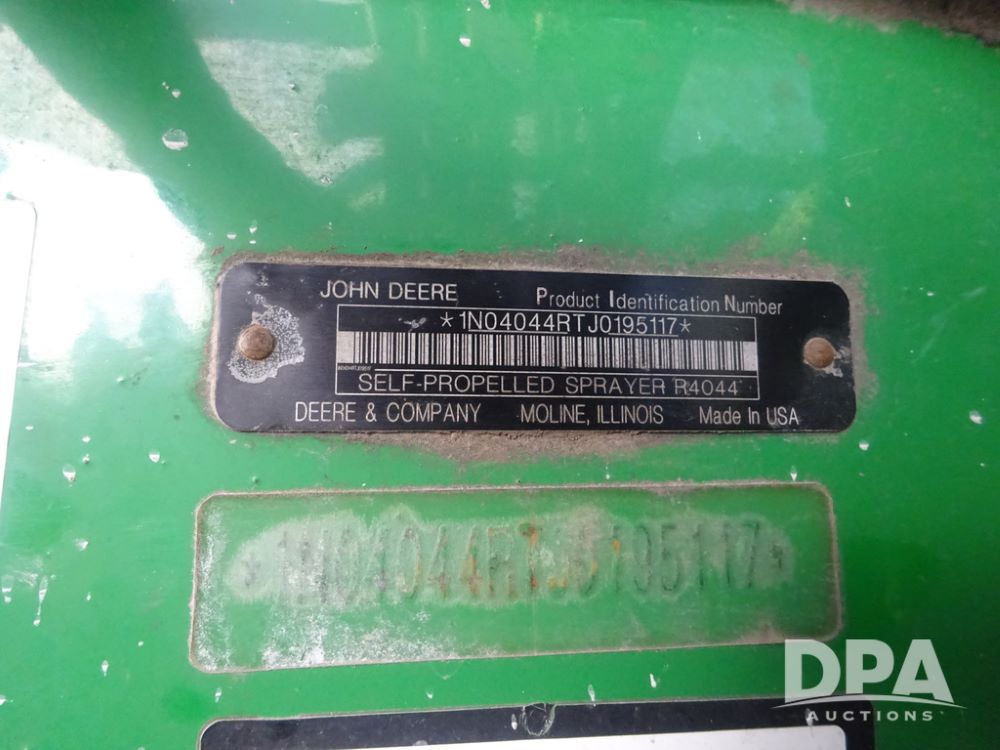 JOHN DEERE Product Identification Number
*1N04044RTJ0195117*
SELF-PROPELLED SPRAYER R4044
DEERE & COMPANY MOLINE, ILLINOIS Made In USA
*1N04044RTJ0195117*
DPA
AUCTIONS